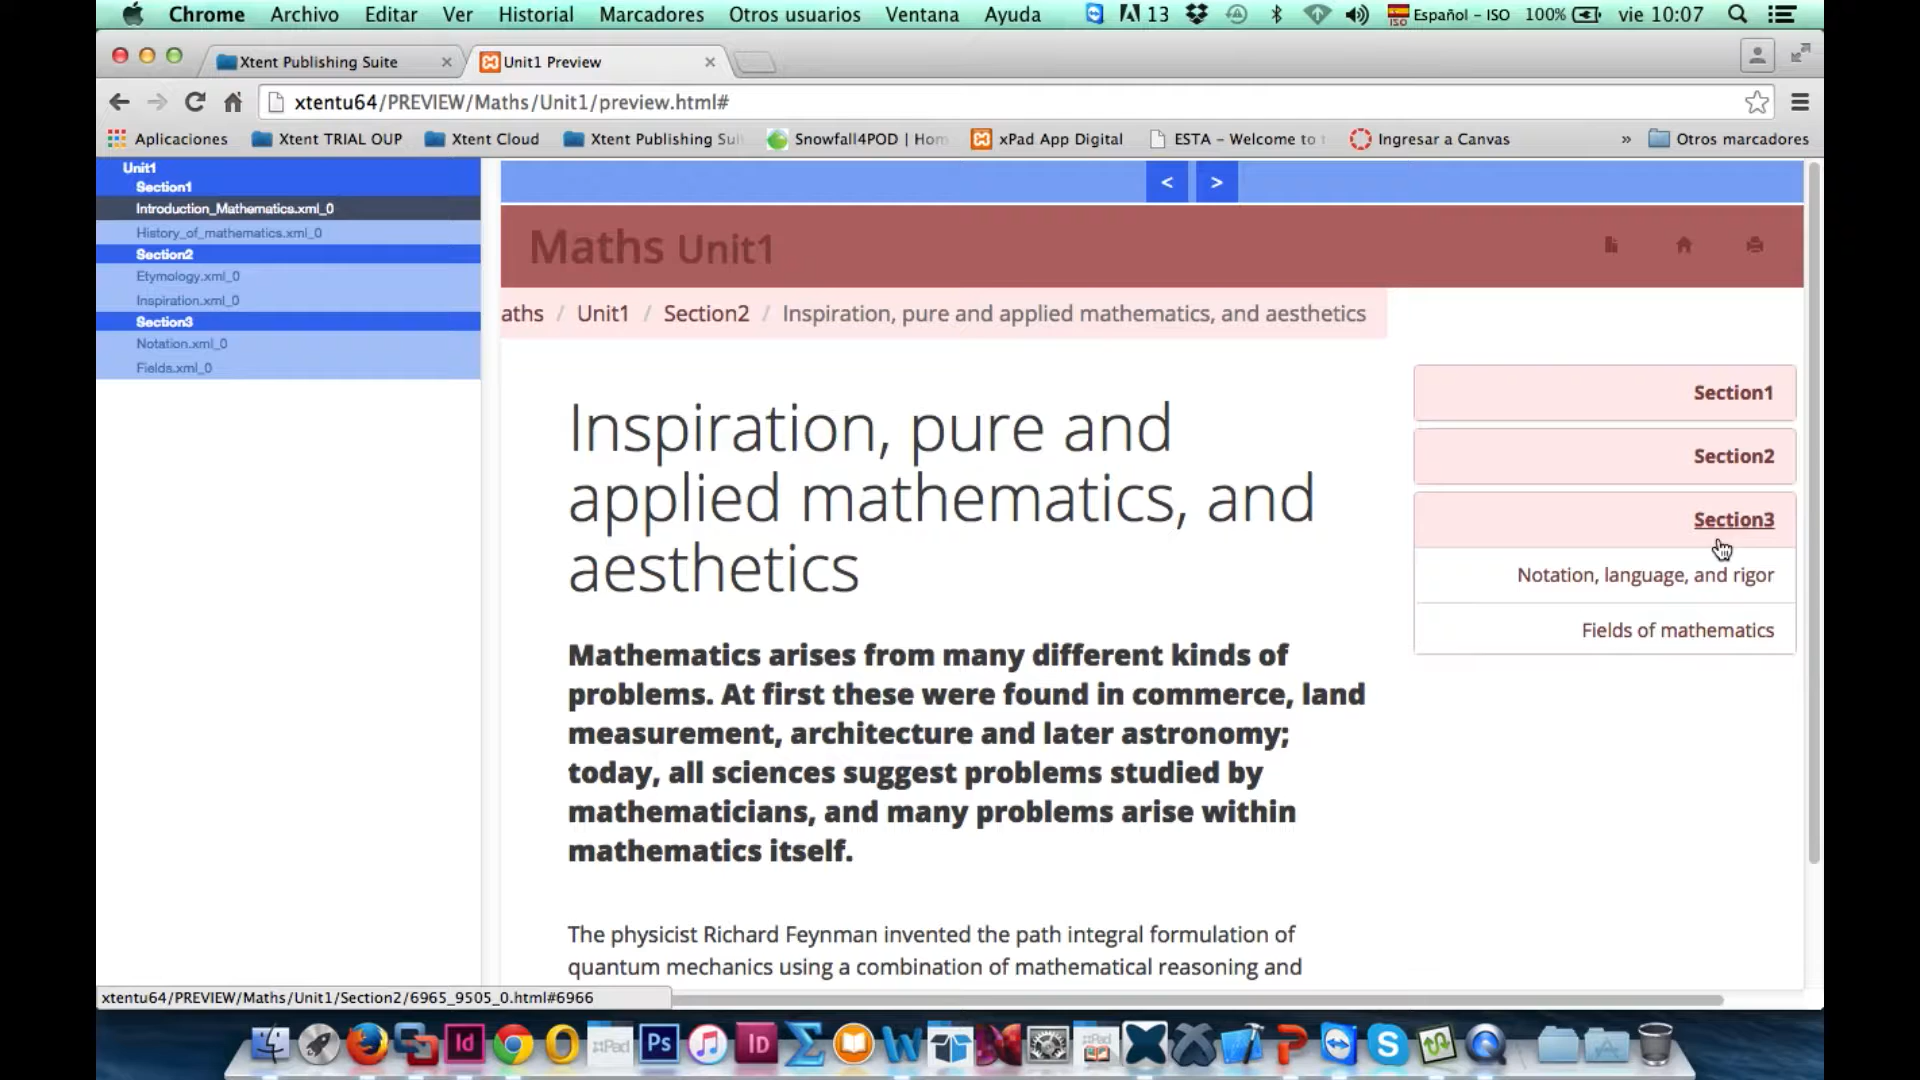 Chrome Archivo Editar Ver Historial Marcadores Otros usuarios Ventana Ayuda 13 ISO Español - ISO 100% vie 10:07
Xtent Publishing Suite
Unit1 Preview
xtentu64/PREVIEW/Maths/Unit1/preview.html#
Aplicaciones Xtent TRIAL OUP Xtent Cloud Xtent Publishing Sui Snowfall4POD | Hom xPad App Digital ESTA - Welcome to t Ingresar a Canvas » Otros marcadores
Unit1
Section1
Introduction_Mathematics.xml_0
History_of_mathematics.xml_0
Section2
Etymology.xml_0
Inspiration.xml_0
Section3
Notation.xml_0
Fields.xml_0
< >
Maths Unit1
aths / Unit1 / Section2 / Inspiration, pure and applied mathematics, and aesthetics
Inspiration, pure and
applied mathematics, and
aesthetics
Mathematics arises from many different kinds of
problems. At first these were found in commerce, land
measurement, architecture and later astronomy;
today, all sciences suggest problems studied by
mathematicians, and many problems arise within
mathematics itself.
The physicist Richard Feynman invented the path integral formulation of
quantum mechanics using a combination of mathematical reasoning and
Section1
Section2
Section3
Notation, language, and rigor
Fields of mathematics
xtentu64/PREVIEW/Maths/Unit1/Section2/6965_9505_0.html#6966
Id xPad Ps ID